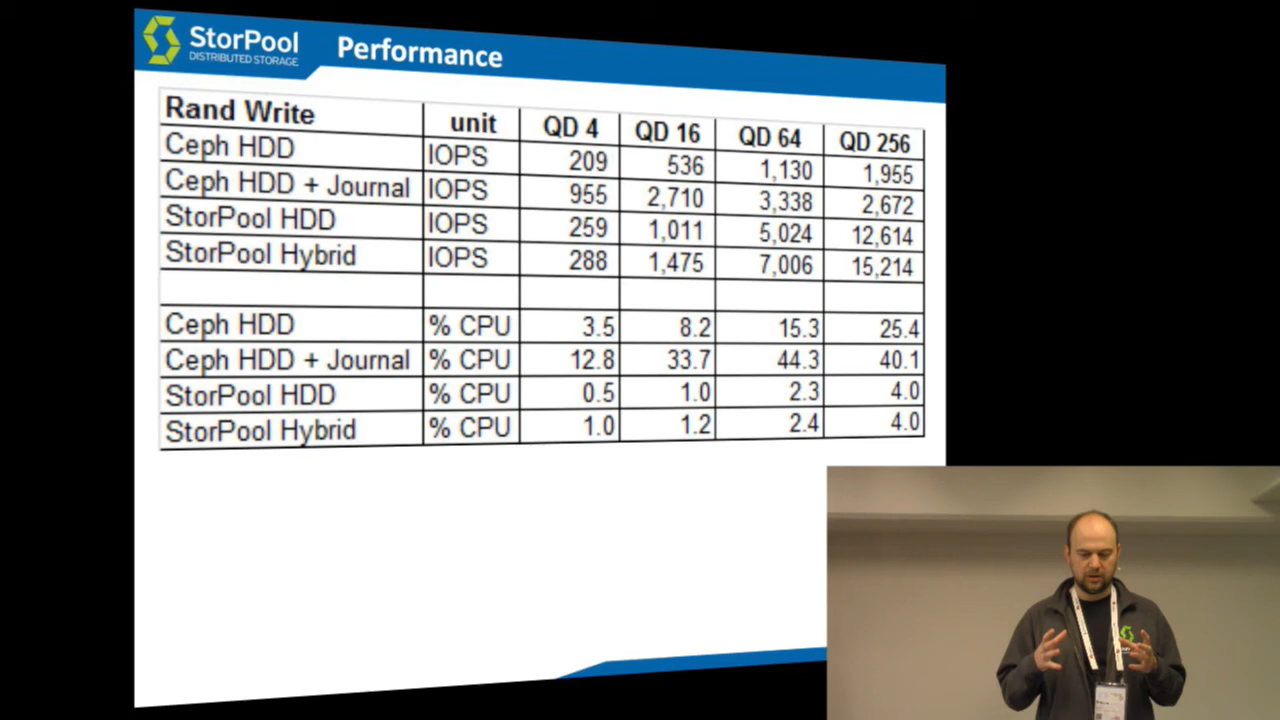 StorPool
DISTRIBUTED STORAGE
Performance
Rand Write unit QD 4 QD 16 QD 64 QD 256
Ceph HDD IOPS 209 536 1,130 1,955
Ceph HDD + Journal IOPS 955 2,710 3,338 2,672
StorPool HDD IOPS 259 1,011 5,024 12,614
StorPool Hybrid IOPS 288 1,475 7,006 15,214
Ceph HDD % CPU 3.5 8.2 15.3 25.4
Ceph HDD + Journal % CPU 12.8 33.7 44.3 40.1
StorPool HDD % CPU 0.5 1.0 2.3 4.0
StorPool Hybrid % CPU 1.0 1.2 2.4 4.0